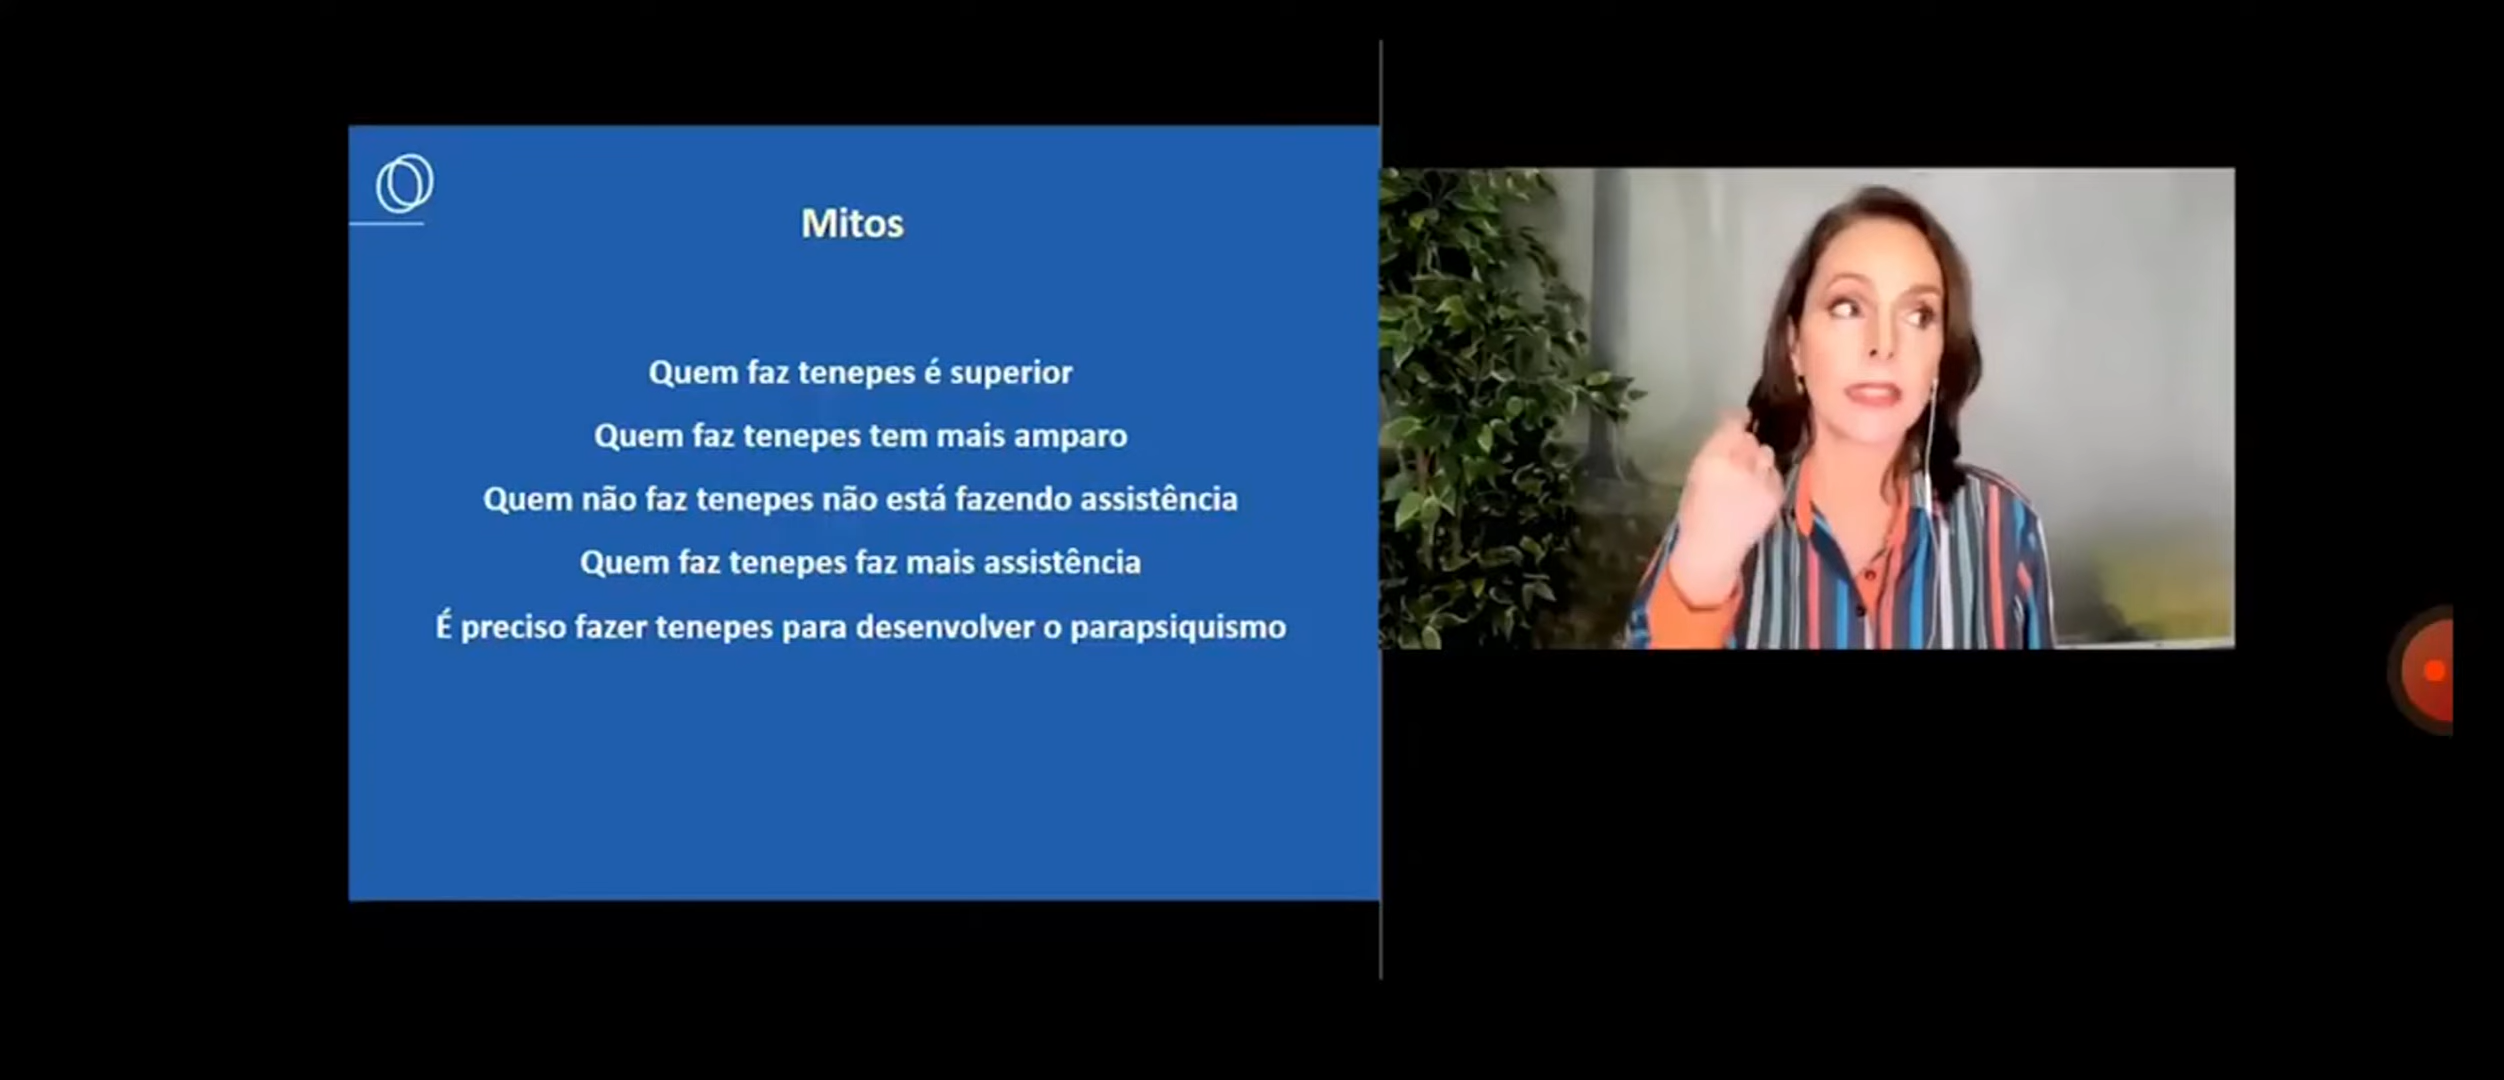 Mitos
Quem faz tenepes é superior
Quem faz tenepes tem mais amparo
Quem não faz tenepes não está fazendo assistência
Quem faz tenepes faz mais assistência
É preciso fazer tenepes para desenvolver o parapsiquismo